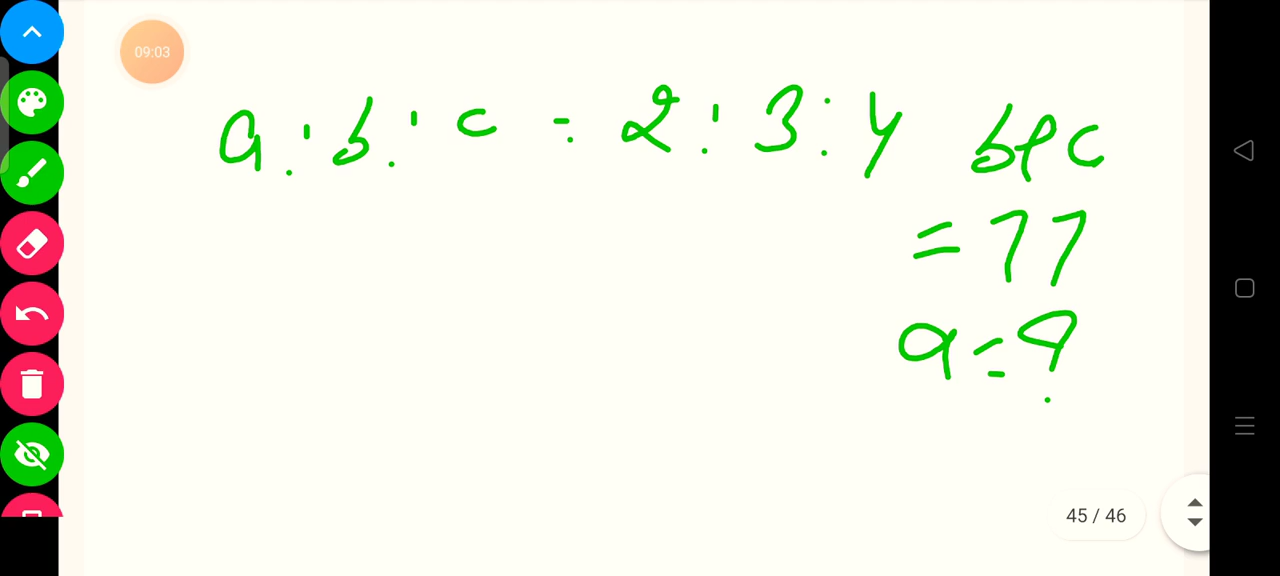 09:03
a : b : c = 2 : 3 : 4 b+c
= 77
a = ?
45 / 46